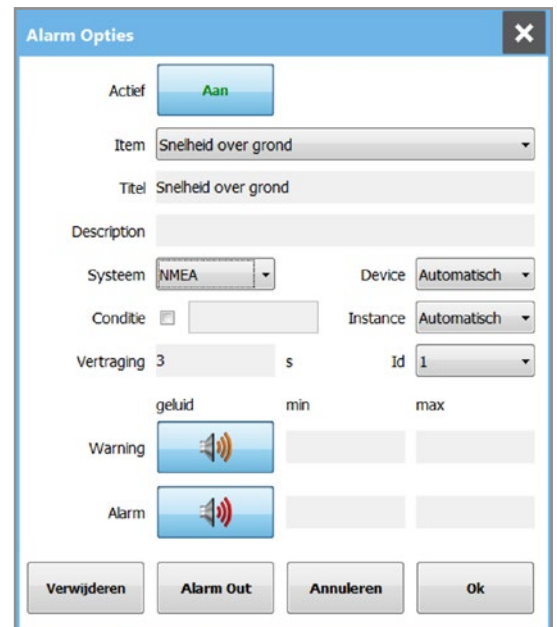 Alarm Opties
Actief Aan
Item Snelheid over grond
Titel Snelheid over grond
Description
Systeem NMEA Device Automatisch
Conditie Instance Automatisch
Vertraging 3 s Id 1
geluid min max
Warning
Alarm
Verwijderen Alarm Out Annuleren Ok